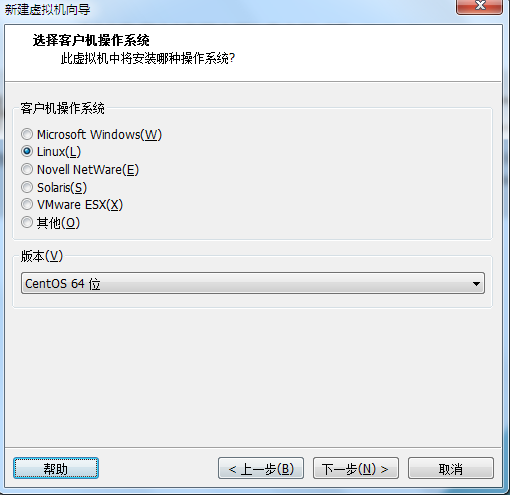 新建虚拟机向导
选择客户机操作系统
此虚拟机中将安装哪种操作系统?
客户机操作系统
Microsoft Windows(W)
Linux(L)
Novell NetWare(E)
Solaris(S)
VMware ESX(X)
其他(O)
版本(V)
CentOS 64 位
帮助
< 上一步(B)
下一步(N) >
取消